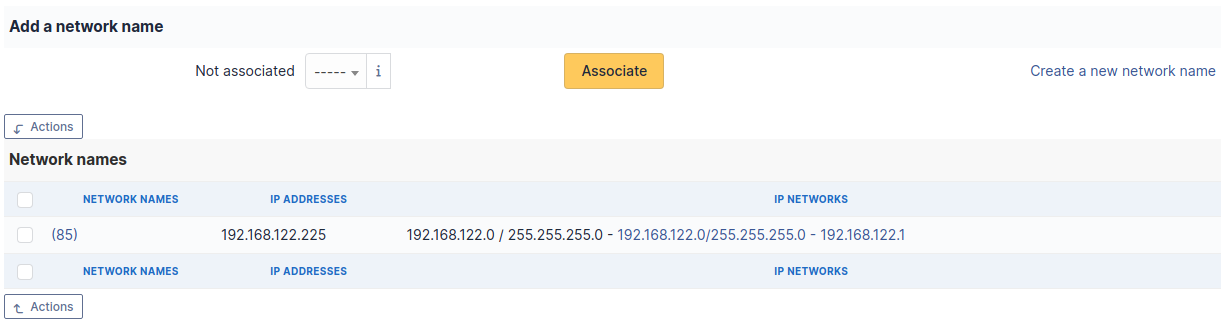 Add a network name
Not associated ----- i Associate Create a new network name
Actions
Network names
NETWORK NAMES IP ADDRESSES IP NETWORKS
(85) 192.168.122.225 192.168.122.0 / 255.255.255.0 - 192.168.122.0/255.255.255.0 - 192.168.122.1
NETWORK NAMES IP ADDRESSES IP NETWORKS
Actions